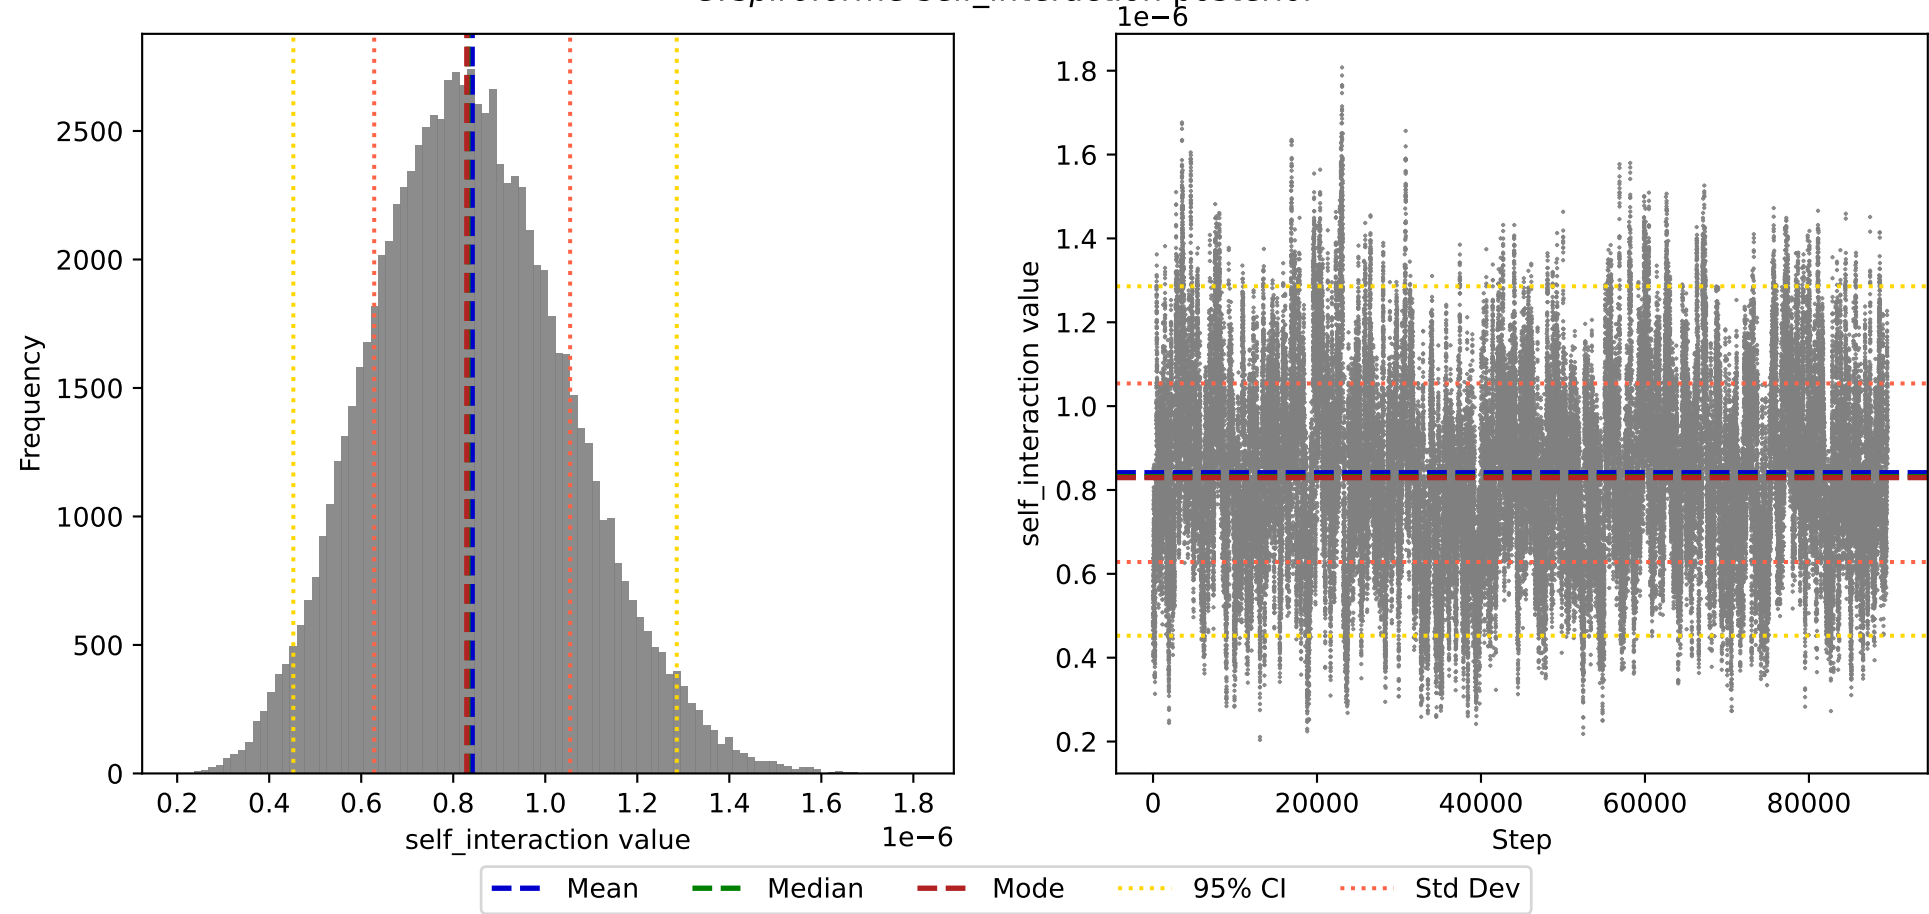 self_interaction posterior
2500
2000
1500
1000
500
0
Frequency
0.2 0.4 0.6 0.8 1.0 1.2 1.4 1.6 1.8
1e−6
self_interaction value
1e−6
1.8
1.6
1.4
1.2
1.0
0.8
0.6
0.4
0.2
self_interaction value
0 20000 40000 60000 80000
Step
Mean Median Mode 95% CI Std Dev